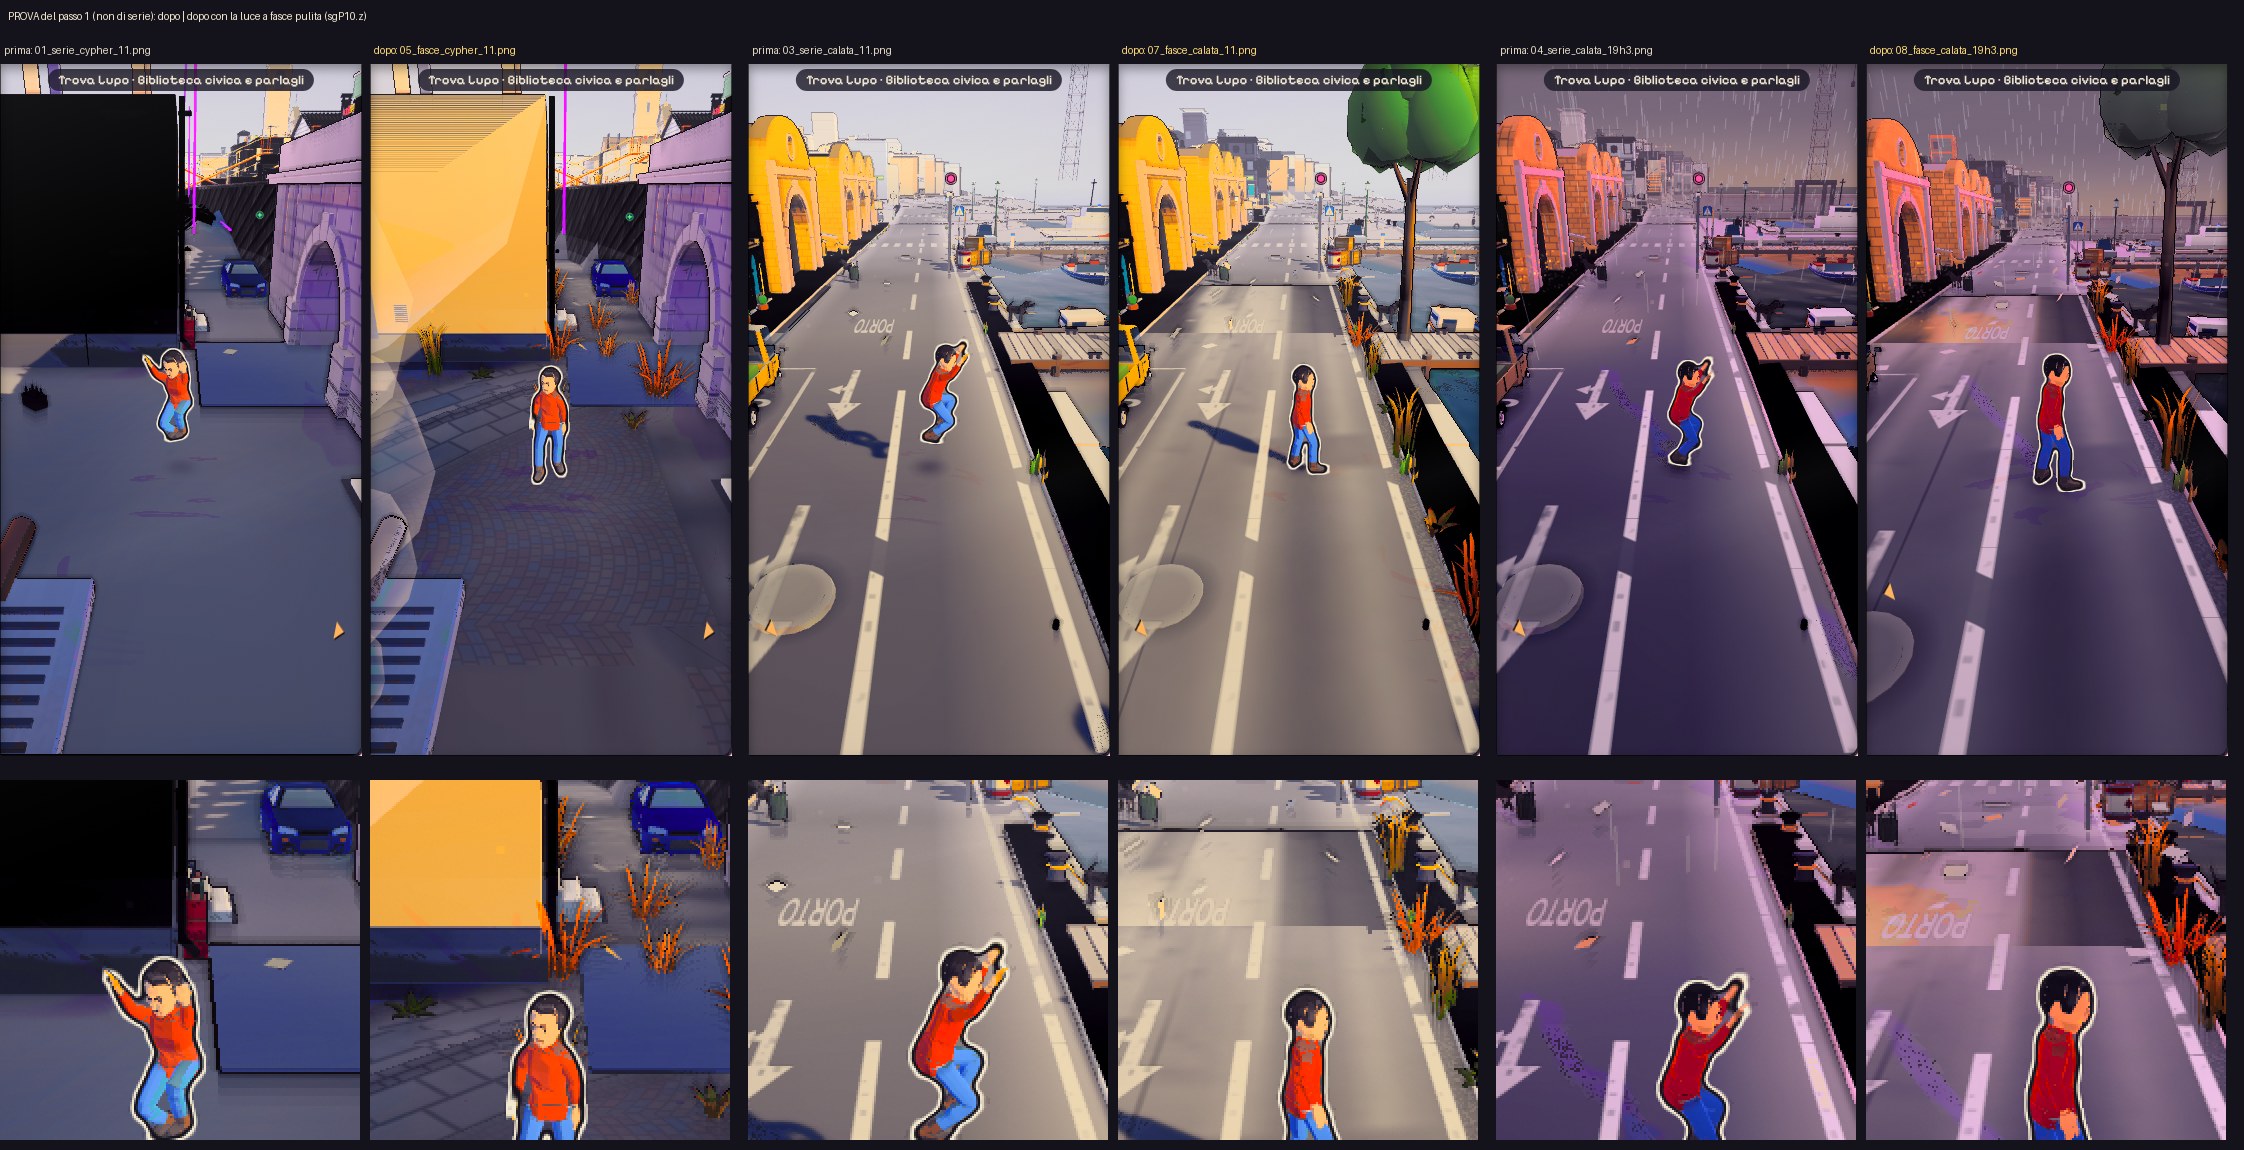 PROVA del passo 1 (non di serie): dopo | dopo con la luce a fasce pulita (sgP10.z)
prima: 01_serie_cypher_11.png
dopo: 05_fasce_cypher_11.png
prima: 03_serie_calata_11.png
dopo: 07_fasce_calata_11.png
prima: 04_serie_calata_19h3.png
dopo: 08_fasce_calata_19h3.png
Trova Lupo · Biblioteca civica e parlagli
Trova Lupo · Biblioteca civica e parlagli
Trova Lupo · Biblioteca civica e parlagli
Trova Lupo · Biblioteca civica e parlagli
Trova Lupo · Biblioteca civica e parlagli
Trova Lupo · Biblioteca civica e parlagli
PORTO
PORTO
PORTO
PORTO
PORTO
PORTO
PORTO
PORTO